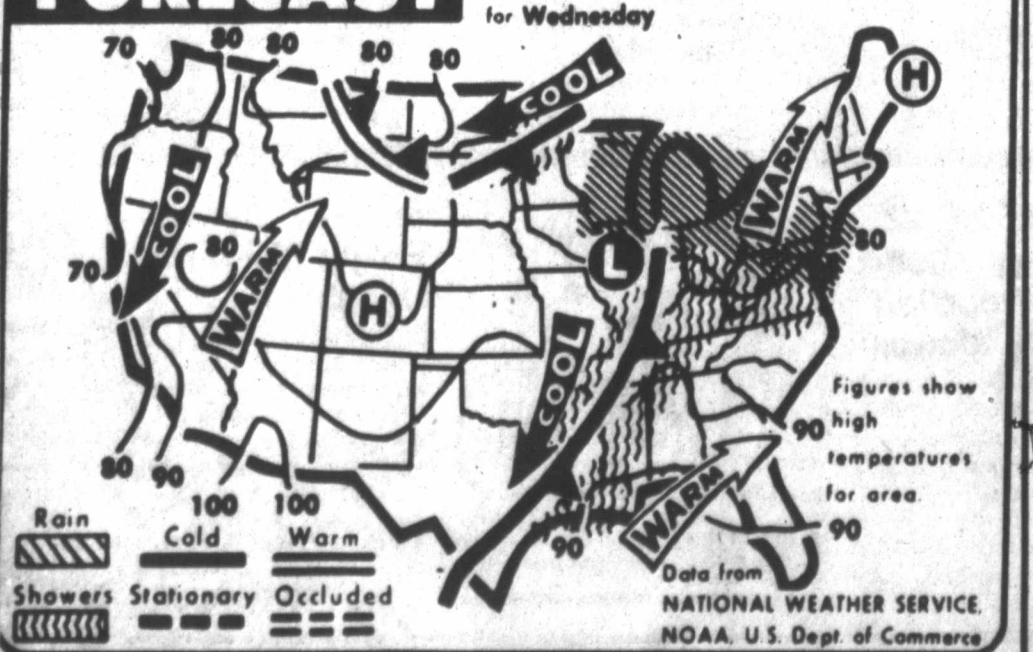 FORECAST
for Wednesday
70 80 80 80 80
COOL
H
WARM
COOL
80
70
80
WARM
H
L
COOL
Figures show
high
temperatures
for area.
90
WARM
90
90
80 90
100 100
Rain
Cold
Warm
Showers
Stationary
Occluded
Data from
NATIONAL WEATHER SERVICE,
NOAA, U.S. Dept. of Commerce